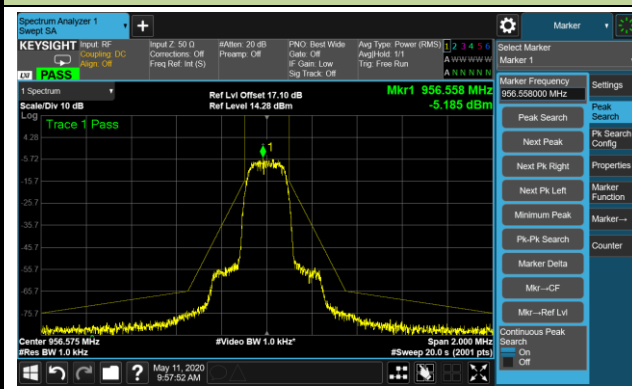 Spectrum Analyzer 1
Swept SA
Marker
KEYSIGHT
Input: RF
Coupling: DC
Align: Off
Input Z: 50 Ω
Corrections: Off
Freq Ref: Int (S)
#Atten: 20 dB
Preamp: Off
PNO: Best Wide
Gate: Off
IF Gain: Low
Sig Track: Off
Avg Type: Power (RMS)
Avg|Hold: 1/1
Trig: Free Run
1 2 3 4 5 6
A W W W W W
A N N N N N
LXI PASS
Select Marker
Marker 1
1 Spectrum
Scale/Div 10 dB
Log
Ref Lvl Offset 17.10 dB
Ref Level 14.28 dBm
Mkr1 956.558 MHz
-5.185 dBm
Trace 1 Pass
1
4.28
-5.72
-15.7
-25.7
-35.7
-45.7
-55.7
-65.7
-75.7
Center 956.575 MHz
#Res BW 1.0 kHz
#Video BW 1.0 kHz*
Span 2.000 MHz
#Sweep 20.0 s (2001 pts)
May 11, 2020
9:57:52 AM
Marker Frequency
956.558000 MHz
Peak Search
Next Peak
Next Pk Right
Next Pk Left
Minimum Peak
Pk-Pk Search
Marker Delta
Mkr→CF
Mkr→Ref Lvl
Continuous Peak
Search
On
Off
Settings
Peak
Search
Pk Search
Config
Properties
Marker
Function
Marker→
Counter